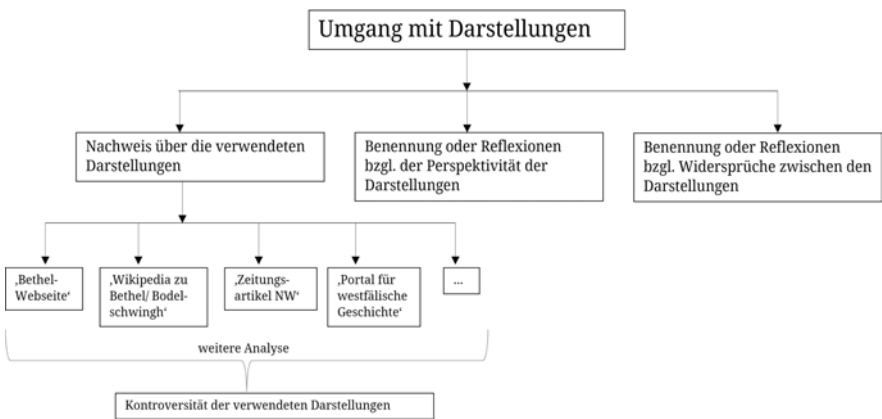 Umgang mit Darstellungen
Nachweis über die verwendeten
Darstellungen
Benennung oder Reflexionen
bzgl. der Perspektivität der
Darstellungen
Benennung oder Reflexionen
bzgl. Widersprüche zwischen den
Darstellungen
‚Bethel-
Webseite‘
‚Wikipedia zu
Bethel/ Bodel-
schwingh‘
‚Zeitungs-
artikel NW‘
‚Portal für
westfälische
Geschichte‘
...
weitere Analyse
Kontroversität der verwendeten Darstellungen